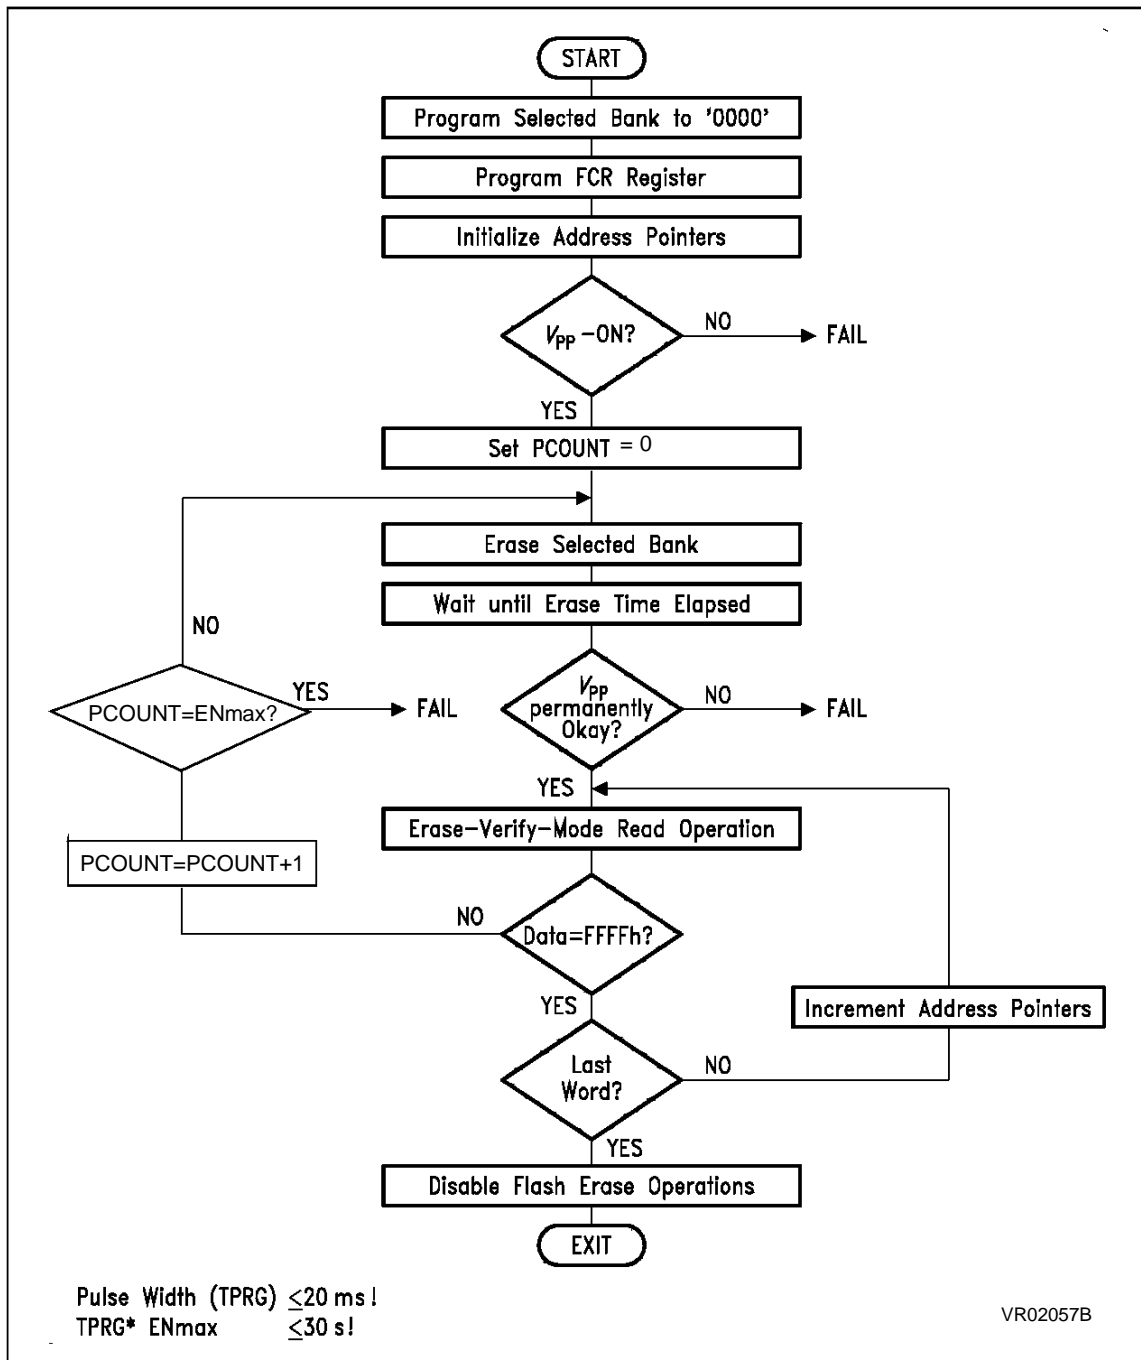 START
Program Selected Bank to '0000'
Program FCR Register
Initialize Address Pointers
VPP -ON?
NO
FAIL
YES
Set PCOUNT = 0
Erase Selected Bank
Wait until Erase Time Elapsed
NO
PCOUNT=ENmax?
YES
FAIL
VPP
permanently
Okay?
NO
FAIL
YES
Erase-Verify-Mode Read Operation
PCOUNT=PCOUNT+1
NO
Data=FFFFh?
YES
Increment Address Pointers
Last
Word?
NO
YES
Disable Flash Erase Operations
EXIT
Pulse Width (TPRG) ≤20 ms!
TPRG* ENmax ≤30 s!
VR02057B